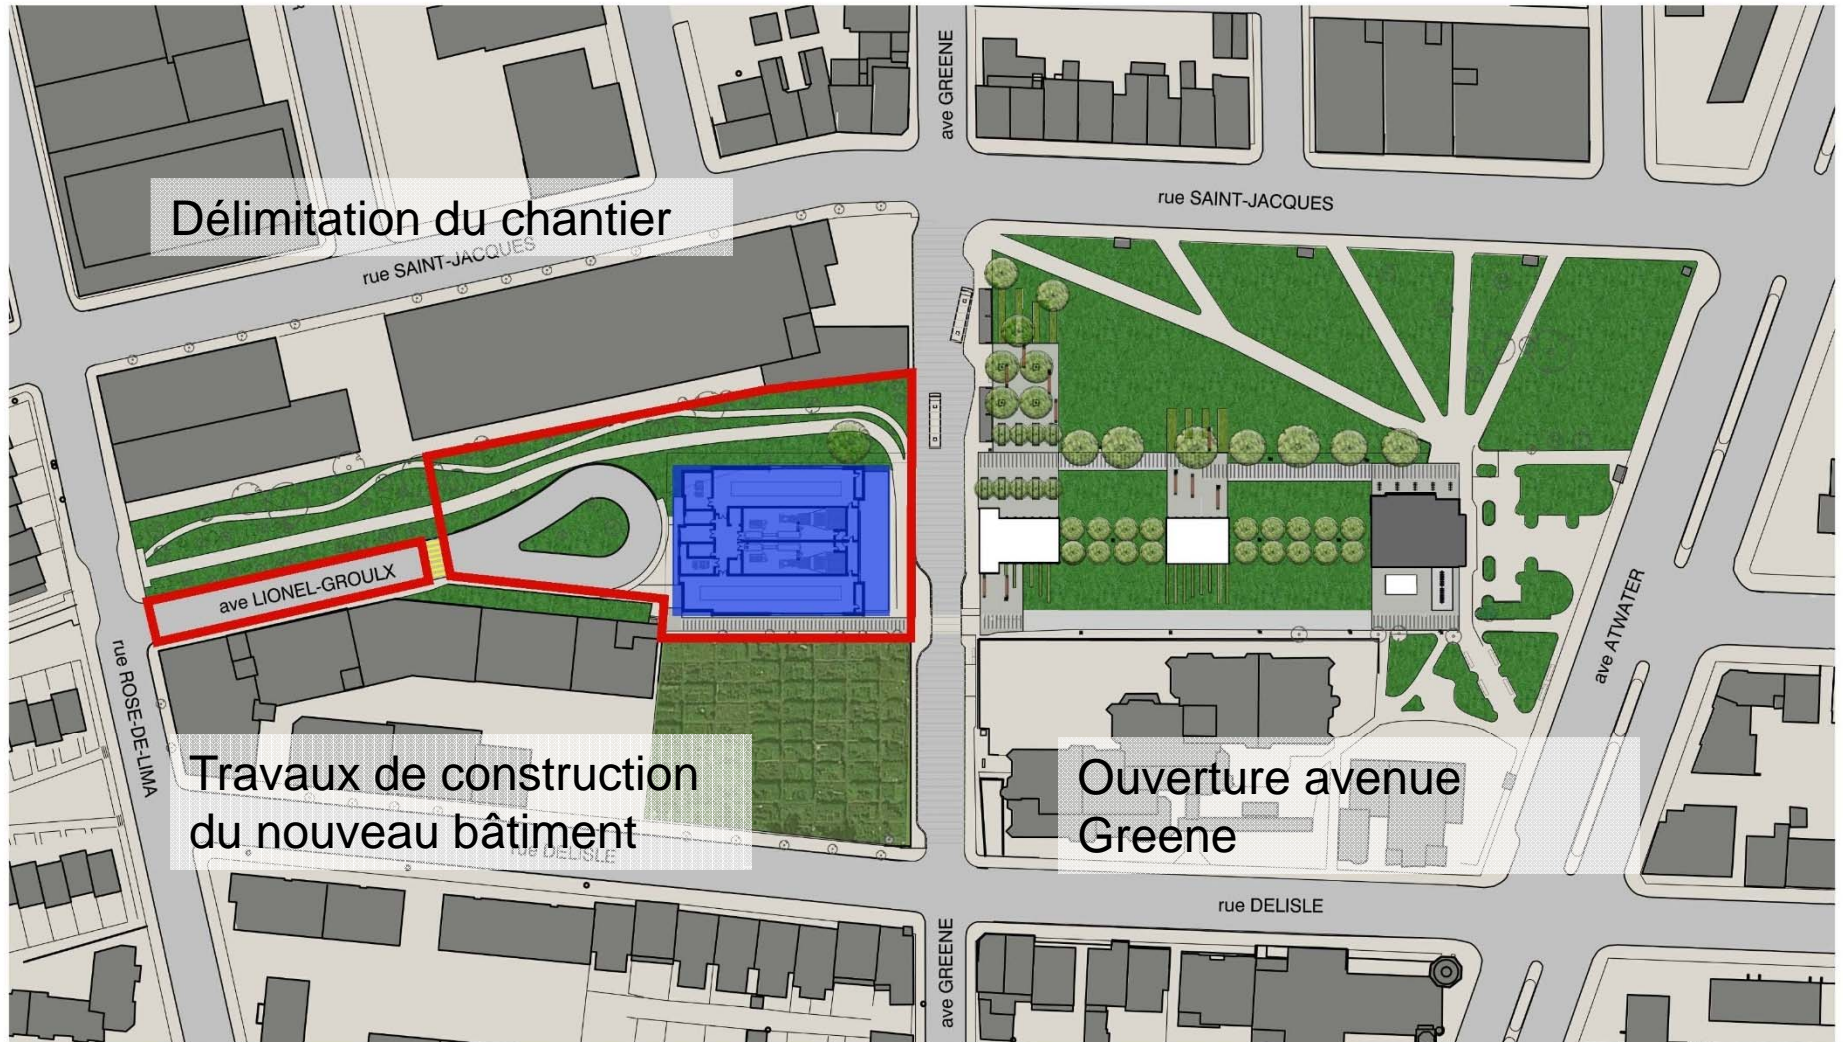 ave GREENE
Délimitation du chantier
rue SAINT-JACQUES
rue SAINT-JACQUES
ave LIONEL-GROULX
rue ROSE-DE-LIMA
ave ATWATER
Travaux de construction
du nouveau bâtiment
Ouverture avenue
Greene
rue DELISLE
rue DELISLE
ave GREENE